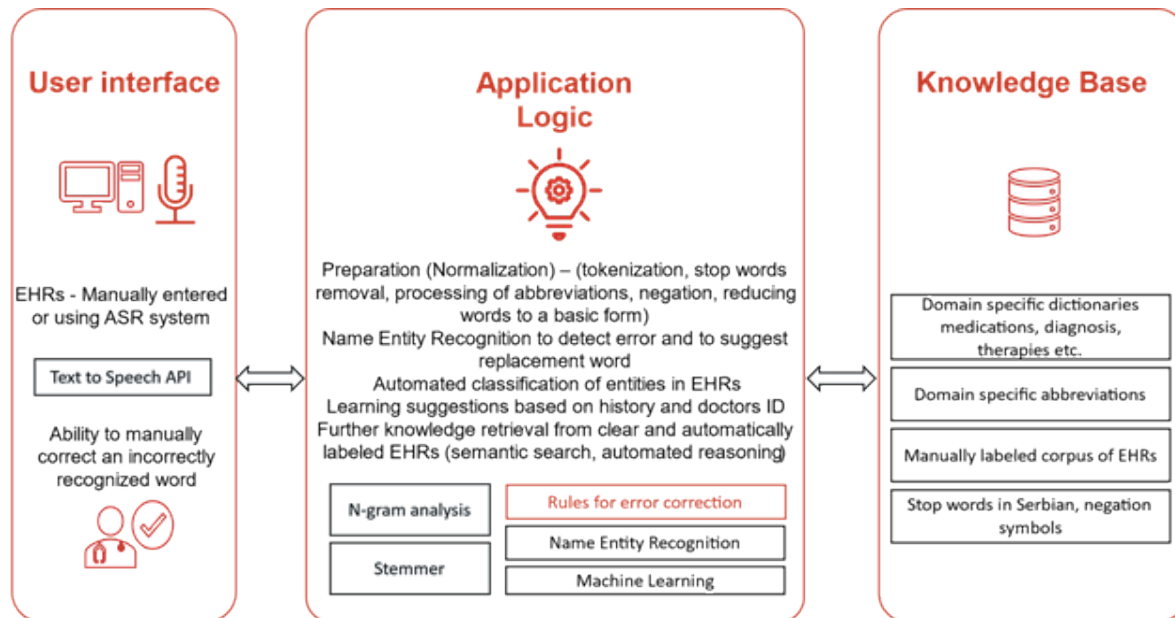 User interface
EHRs - Manually entered
or using ASR system
Text to Speech API
Ability to manually
correct an incorrectly
recognized word
Application
Logic
Preparation (Normalization) – (tokenization, stop words
removal, processing of abbreviations, negation, reducing
words to a basic form)
Name Entity Recognition to detect error and to suggest
replacement word
Automated classification of entities in EHRs
Learning suggestions based on history and doctors ID
Further knowledge retrieval from clear and automatically
labeled EHRs (semantic search, automated reasoning)
N-gram analysis
Stemmer
Rules for error correction
Name Entity Recognition
Machine Learning
Knowledge Base
Domain specific dictionaries
medications, diagnosis,
therapies etc.
Domain specific abbreviations
Manually labeled corpus of EHRs
Stop words in Serbian, negation
symbols